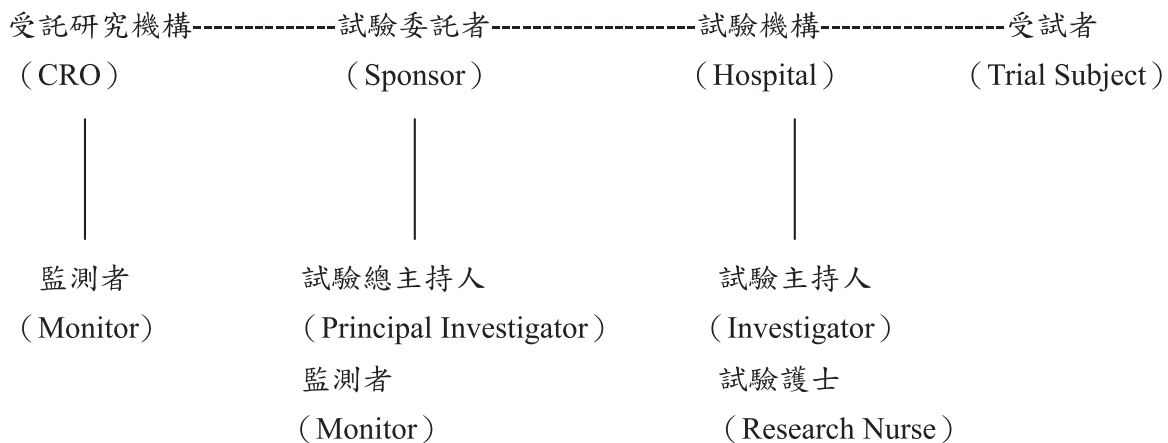 受託研究機構------------試驗委託者-----------------試驗機構---------------受試者
（CRO） （Sponsor） （Hospital） （Trial Subject）
監測者 試驗總主持人 試驗主持人
（Monitor） （Principal Investigator） （Investigator）
監測者 試驗護士
（Monitor） （Research Nurse）